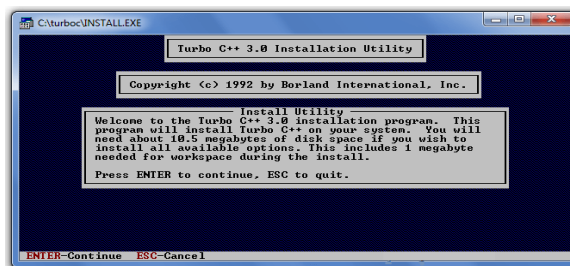 C:\turboc\INSTALL.EXE
Turbo C++ 3.0 Installation Utility
Copyright (c) 1992 by Borland International, Inc.
Install Utility
Welcome to the Turbo C++ 3.0 installation program.  This
program will install Turbo C++ on your system.  You will
need about 10.5 megabytes of disk space if you wish to
install all available options. This includes 1 megabyte
needed for workspace during the install.
Press ENTER to continue, ESC to quit.
ENTER-Continue  ESC-Cancel